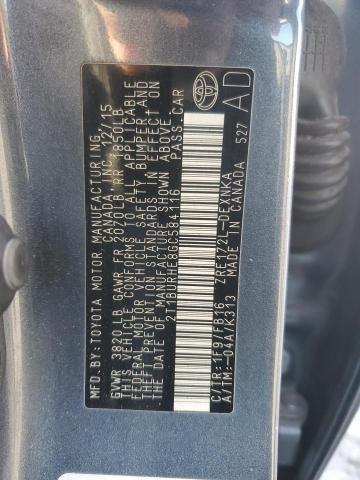 MFD.BY:TOYOTA MOTOR MANUFACTURING
CANADA INC. 12/15
GVWR 3820LB GAWR FR 2020LB RR 1850LB
THIS VEHICLE CONFORMS TO ALL APPLICABLE
FEDERAL MOTOR VEHICLE SAFETY, BUMPER, AND
THEFT PREVENTION STANDARDS IN EFFECT ON
THE DATE OF MANUFACTURE SHOWN ABOVE.
2T1BURHE8GC584116 PASS.CAR
C/TR:1F9/FB16 ZRE172L-DEXNKA
A/TM:-04A/K313 MADE IN CANADA 527
TOYOTA
AD